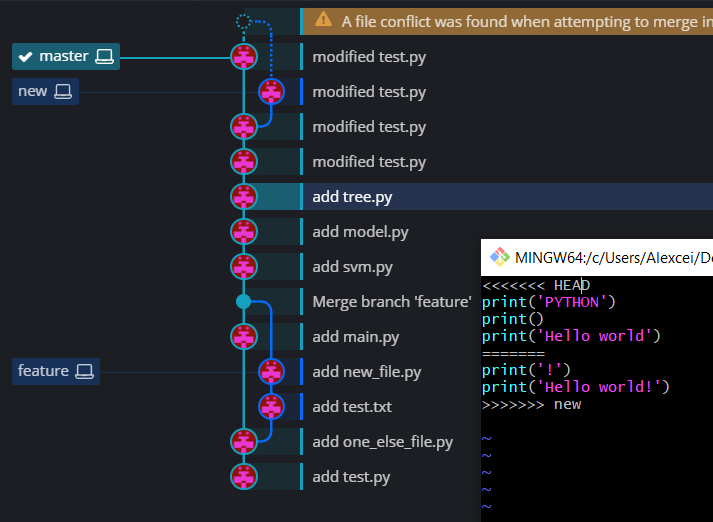 A file conflict was found when attempting to merge in
master
modified test.py
new
modified test.py
modified test.py
modified test.py
add tree.py
add model.py
add svm.py
Merge branch 'feature'
add main.py
feature
add new_file.py
add test.txt
add one_else_file.py
add test.py
MINGW64:/c/Users/Alexcei/De
<<<<<<< HEAD
print('PYTHON')
print()
print('Hello world')
=======
print('!')
print('Hello world!')
>>>>>>> new
~
~
~
~
~